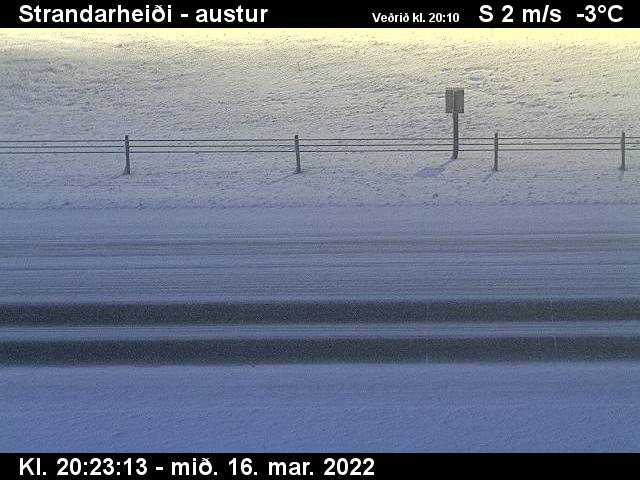 Strandarheiði - austur Veðrið kl. 20:10 S 2 m/s -3°C
Kl. 20:23:13 - mið. 16. mar. 2022